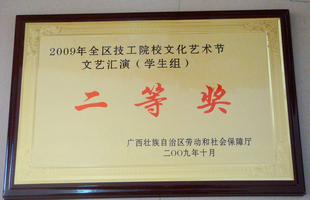 2009年全区技工院校文化艺术节
文艺汇演（学生组）
二等奖
广西壮族自治区劳动和社会保障厅
二〇〇九年十月